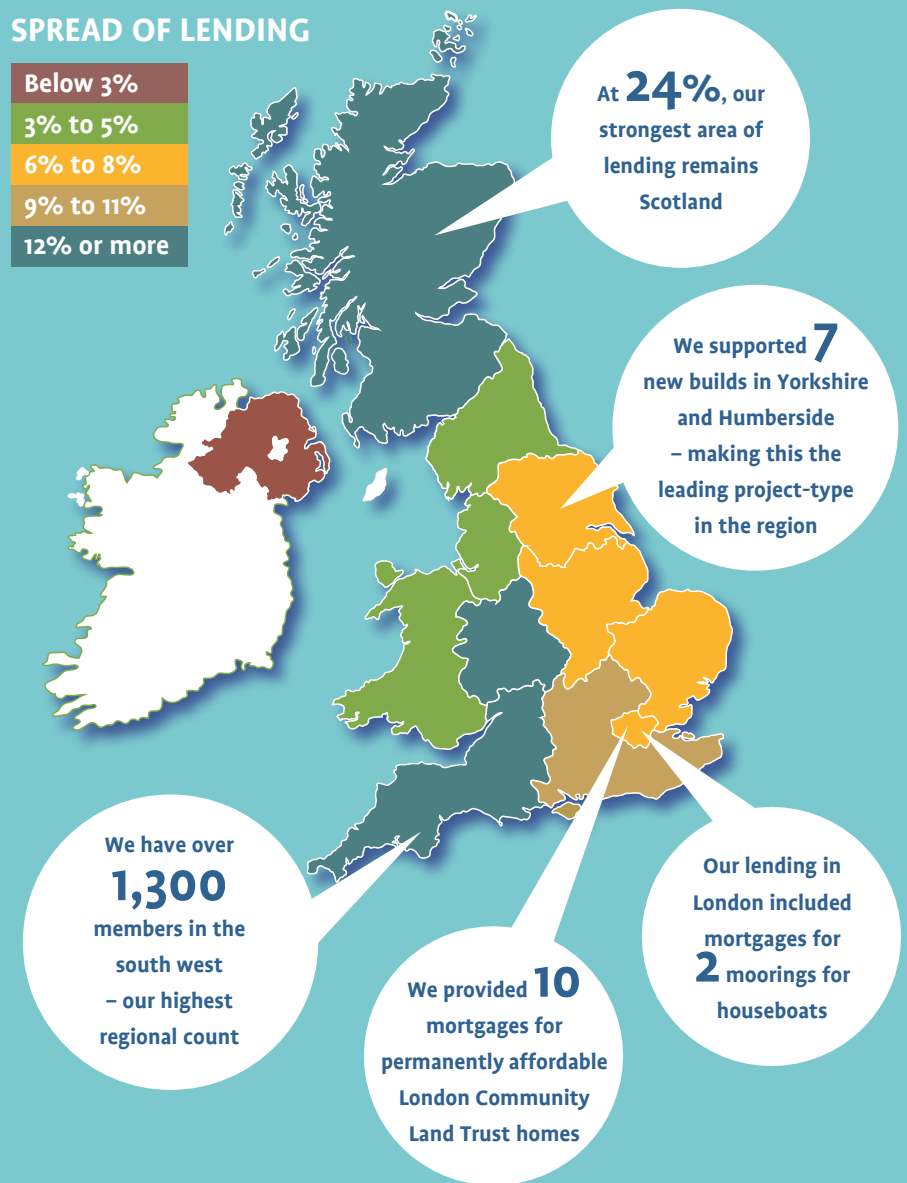 SPREAD OF LENDING
Below 3%
3% to 5%
6% to 8%
9% to 11%
12% or more
At 24%, our
strongest area of
lending remains
Scotland
We supported 7
new builds in Yorkshire
and Humberside
– making this the
leading project-type
in the region
We have over
1,300
members in the
south west
– our highest
regional count
We provided 10
mortgages for
permanently affordable
London Community
Land Trust homes
Our lending in
London included
mortgages for
2 moorings for
houseboats